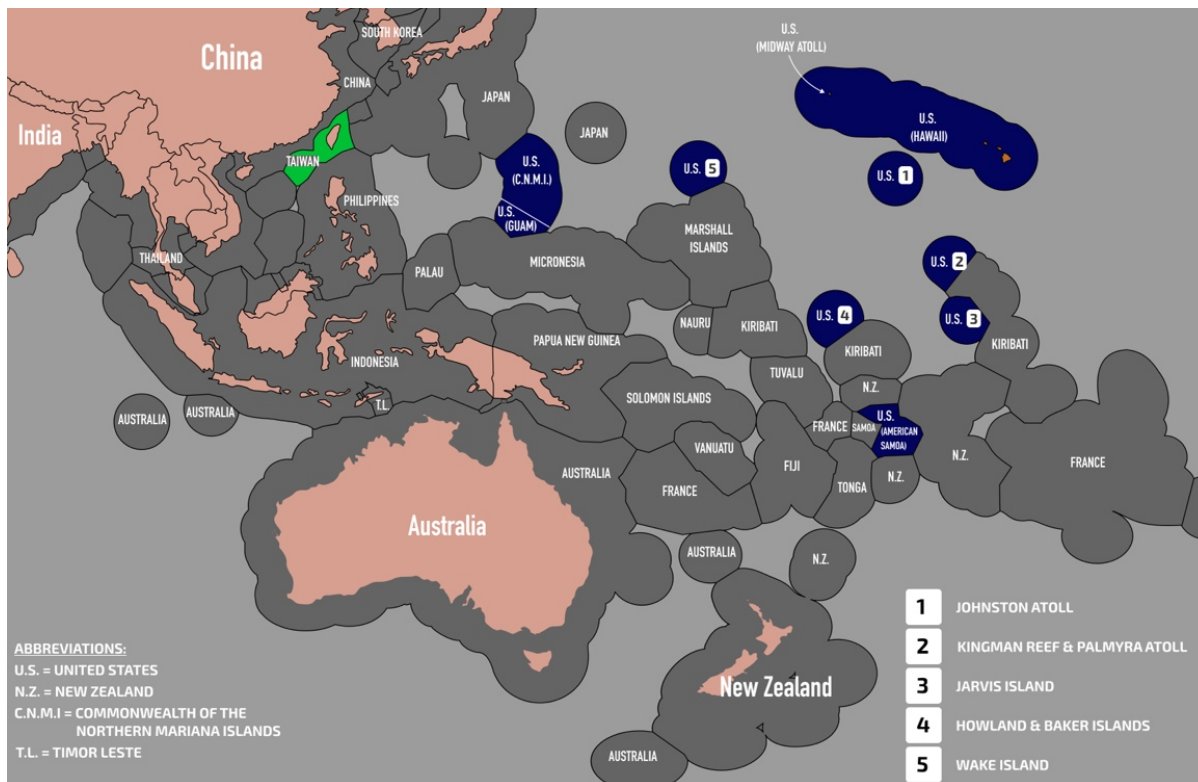 SOUTH KOREA
China
U.S.
(MIDWAY ATOLL)
CHINA
JAPAN
JAPAN
India
U.S.
(HAWAII)
TAIWAN
U.S.
(C.N.M.I.)
U.S. 5
U.S. 1
PHILIPPINES
U.S.
(GUAM)
MARSHALL
ISLANDS
THAILAND
PALAU
MICRONESIA
U.S. 2
U.S. 4
U.S. 3
NAURU
KIRIBATI
PAPUA NEW GUINEA
KIRIBATI
KIRIBATI
INDONESIA
TUVALU
N.Z.
SOLOMON ISLANDS
T.L.
AUSTRALIA
AUSTRALIA
FRANCE
SAMOA
U.S.
(AMERICAN
SAMOA)
VANUATU
FIJI
N.Z.
FRANCE
AUSTRALIA
FRANCE
TONGA
N.Z.
Australia
AUSTRALIA
N.Z.
New Zealand
AUSTRALIA
ABBREVIATIONS:
U.S. = UNITED STATES
N.Z. = NEW ZEALAND
C.N.M.I = COMMONWEALTH OF THE
NORTHERN MARIANA ISLANDS
T.L. = TIMOR LESTE
1 JOHNSTON ATOLL
2 KINGMAN REEF & PALMYRA ATOLL
3 JARVIS ISLAND
4 HOWLAND & BAKER ISLANDS
5 WAKE ISLAND